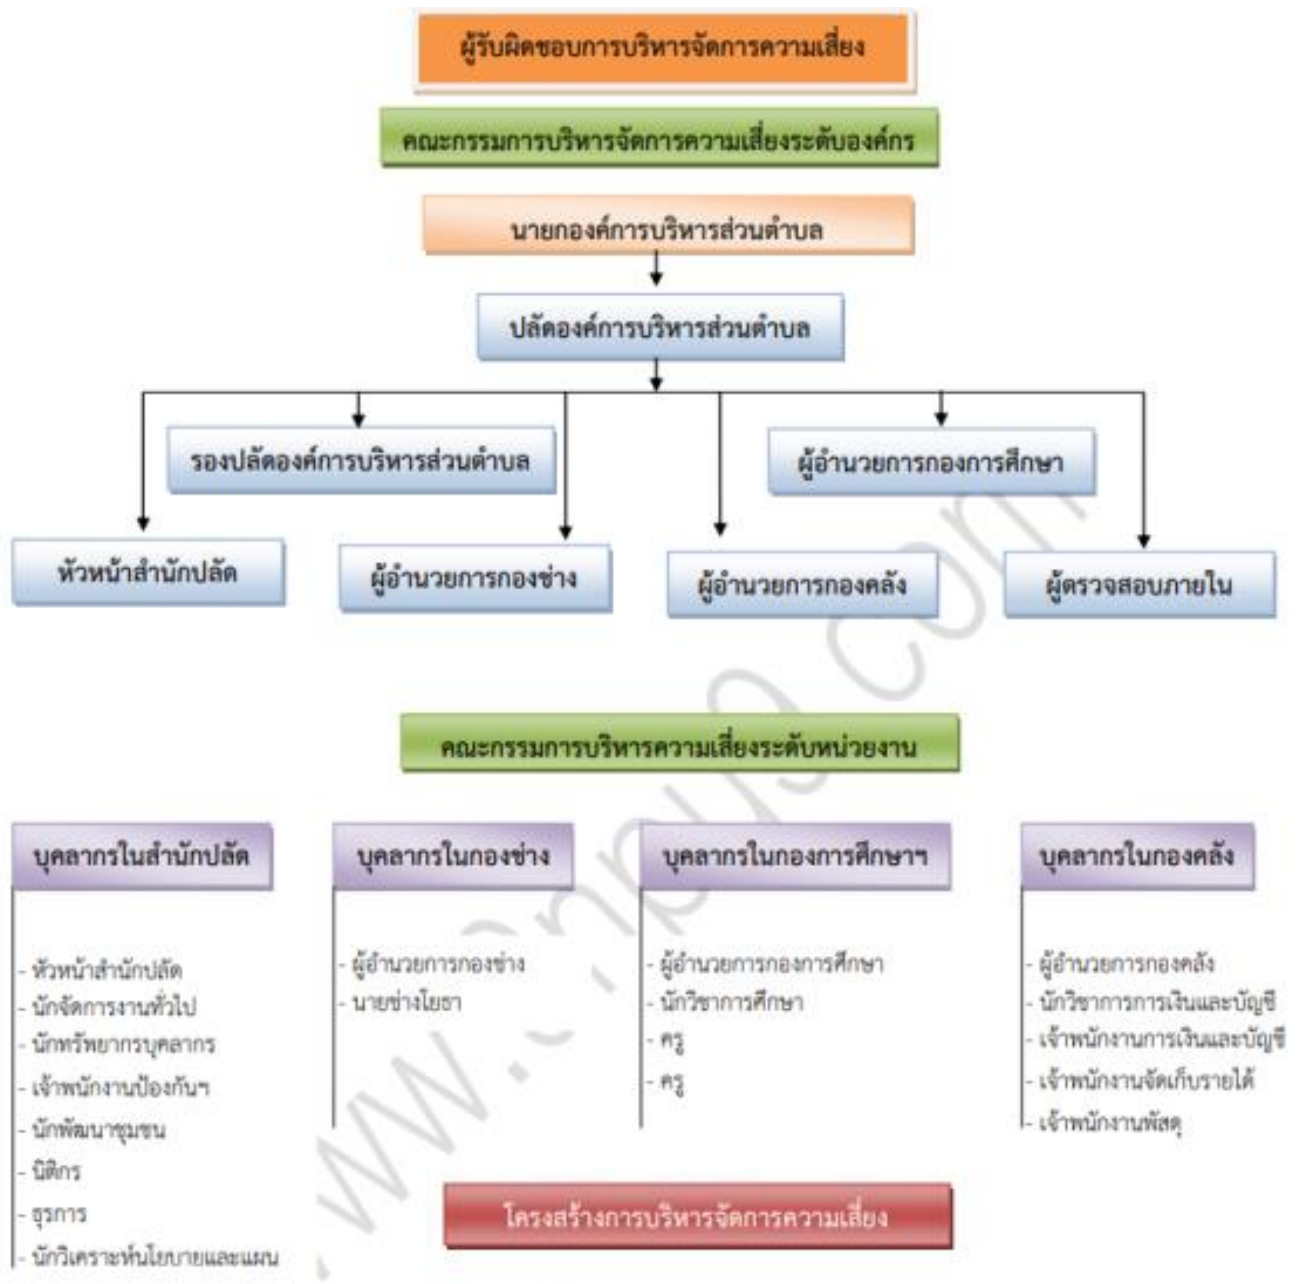 ผู้รับผิดชอบการบริหารจัดการความเสี่ยง
คณะกรรมการบริหารจัดการความเสี่ยงระดับองค์กร
นายกองค์การบริหารส่วนตำบล
ปลัดองค์การบริหารส่วนตำบล
รองปลัดองค์การบริหารส่วนตำบล
ผู้อำนวยการกองการศึกษา
หัวหน้าสำนักปลัด
ผู้อำนวยการกองช่าง
ผู้อำนวยการกองคลัง
ผู้ตรวจสอบภายใน
คณะกรรมการบริหารความเสี่ยงระดับหน่วยงาน
บุคลากรในสำนักปลัด
- หัวหน้าสำนักปลัด
- นักจัดการงานทั่วไป
- นักทรัพยากรบุคลากร
- เจ้าพนักงานป้องกันฯ
- นักพัฒนาชุมชน
- นิติกร
- ธุรการ
- นักวิเคราะห์นโยบายและแผน
บุคลากรในกองช่าง
- ผู้อำนวยการกองช่าง
- นายช่างโยธา
บุคลากรในกองการศึกษาฯ
- ผู้อำนวยการกองการศึกษา
- นักวิชาการศึกษา
- ครู
- ครู
บุคลากรในกองคลัง
- ผู้อำนวยการกองคลัง
- นักวิชาการการเงินและบัญชี
- เจ้าพนักงานการเงินและบัญชี
- เจ้าพนักงานจัดเก็บรายได้
- เจ้าพนักงานพัสดุ
โครงสร้างการบริหารจัดการความเสี่ยง